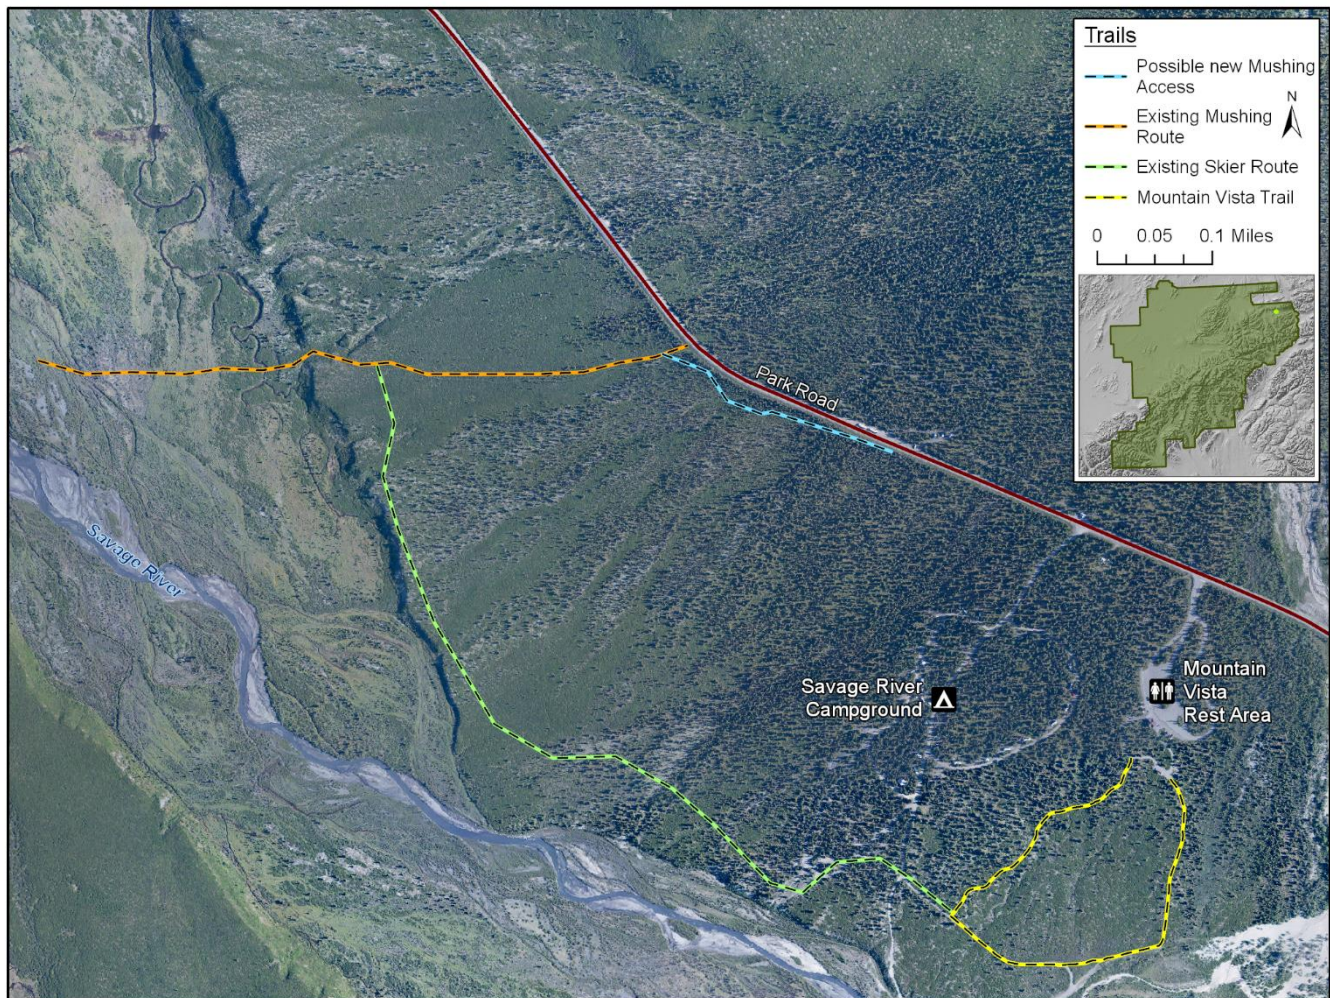 Trails
Possible new Mushing
Access
N
Existing Mushing
Route
Existing Skier Route
Mountain Vista Trail
0 0.05 0.1 Miles
Park Road
Savage River
Savage River
Campground
Mountain
Vista
Rest Area